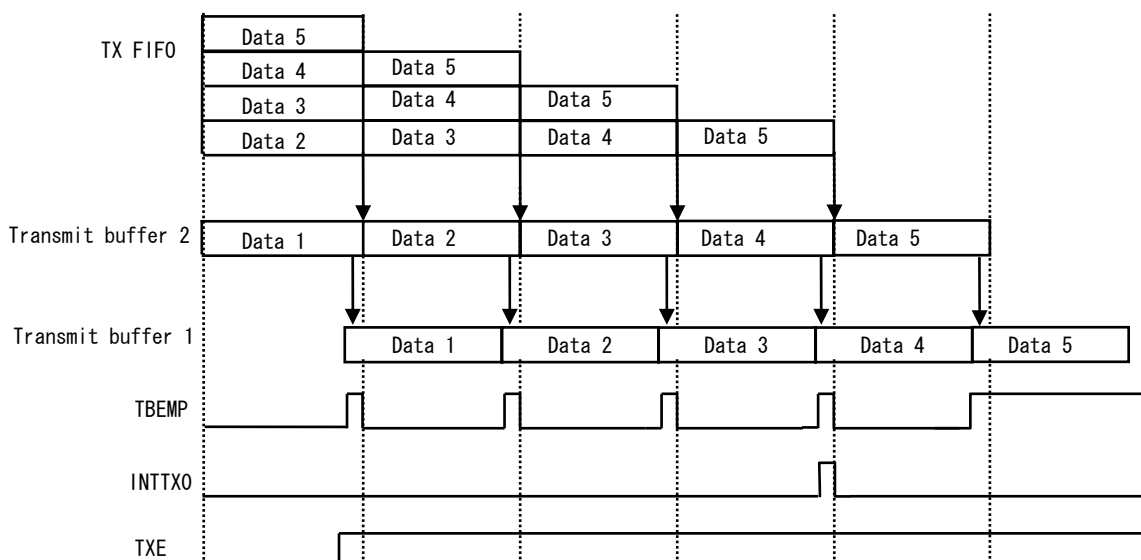 Data 5
TX FIFO
Data 4 Data 5
Data 3 Data 4 Data 5
Data 2 Data 3 Data 4 Data 5
Transmit buffer 2 Data 1 Data 2 Data 3 Data 4 Data 5
Transmit buffer 1 Data 1 Data 2 Data 3 Data 4 Data 5
TBEMP
INTTX0
TXE